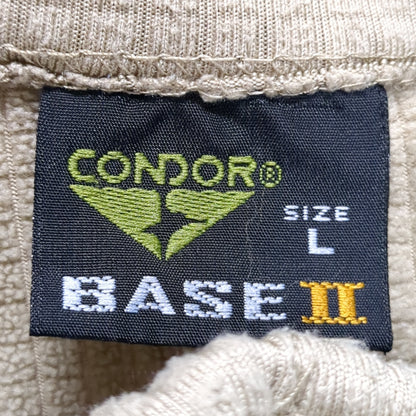 CONDOR®
SIZE
L
BASE II